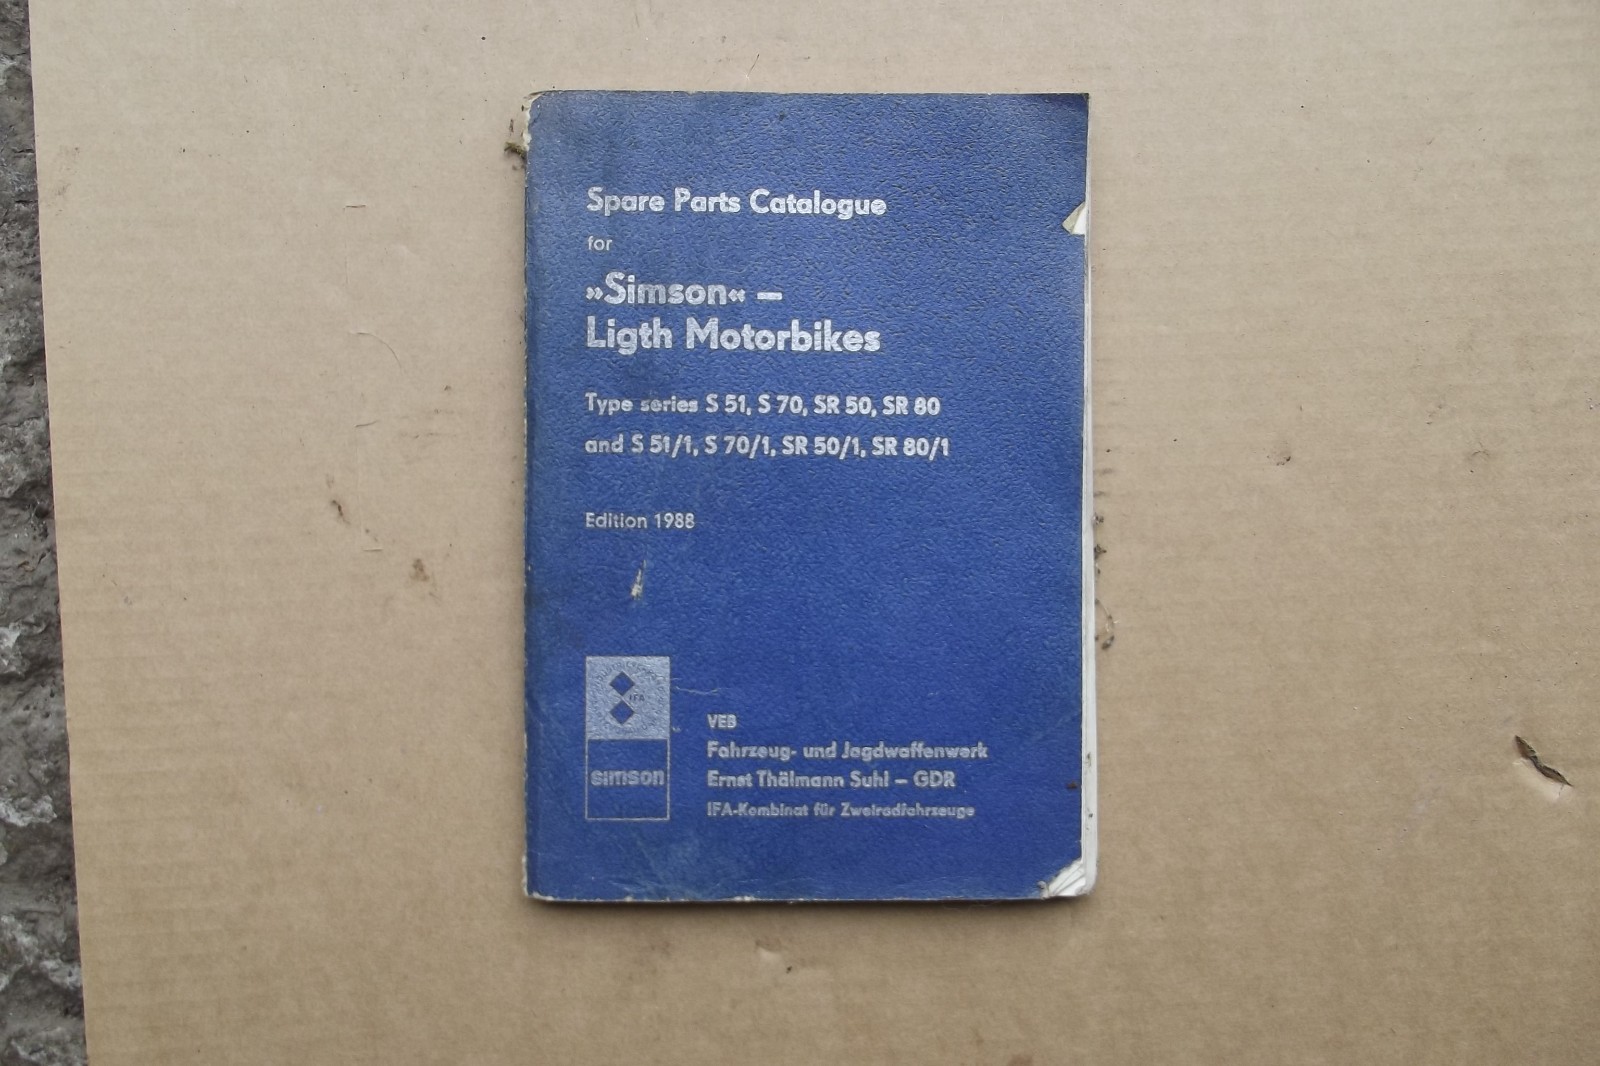 Spare Parts Catalogue
for
»Simson« –
Ligth Motorbikes
Type series S 51, S 70, SR 50, SR 80
and S 51/1, S 70/1, SR 50/1, SR 80/1
Edition 1988
IFA
simson
VEB
Fahrzeug- und Jagdwaffenwerk
Ernst Thälmann Suhl – GDR
IFA-Kombinat für Zweiradfahrzeuge